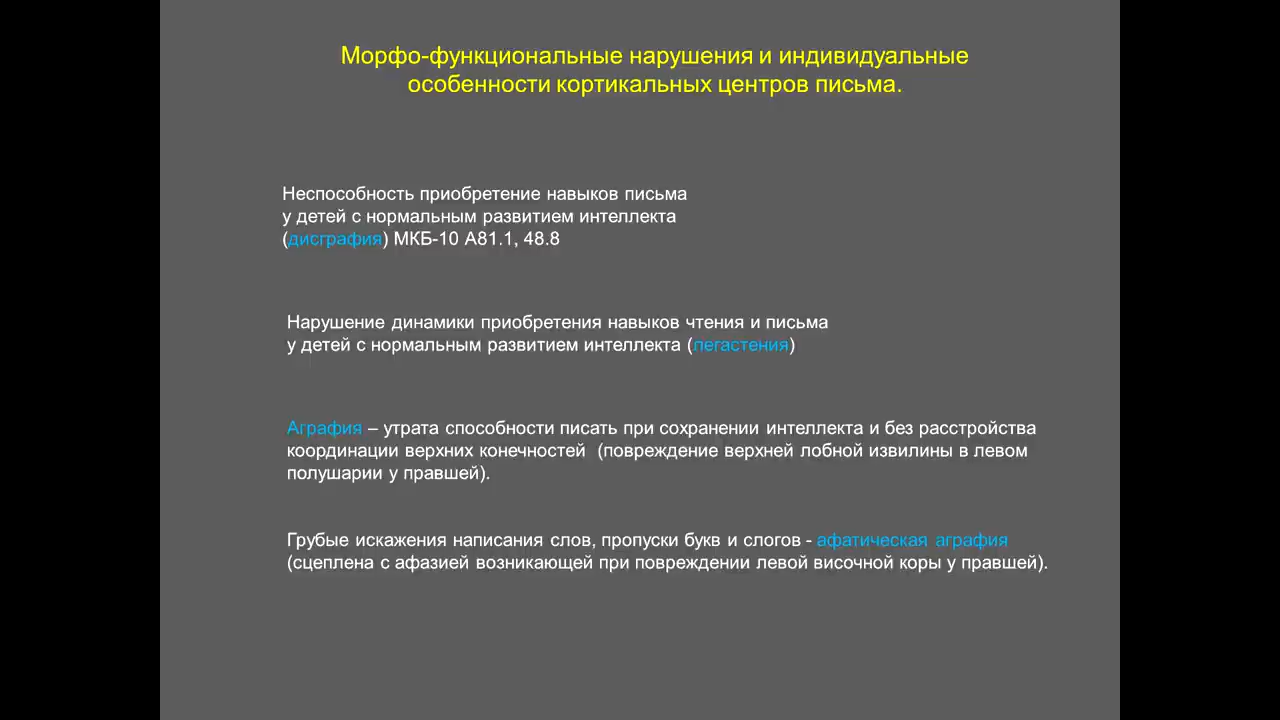 Морфо-функциональные нарушения и индивидуальные
особенности кортикальных центров письма.
Неспособность приобретение навыков письма
у детей с нормальным развитием интеллекта
(дисграфия) МКБ-10 А81.1, 48.8
Нарушение динамики приобретения навыков чтения и письма
у детей с нормальным развитием интеллекта (легастения)
Аграфия – утрата способности писать при сохранении интеллекта и без расстройства
координации верхних конечностей (повреждение верхней лобной извилины в левом
полушарии у правшей).
Грубые искажения написания слов, пропуски букв и слогов - афатическая аграфия
(сцеплена с афазией возникающей при повреждении левой височной коры у правшей).